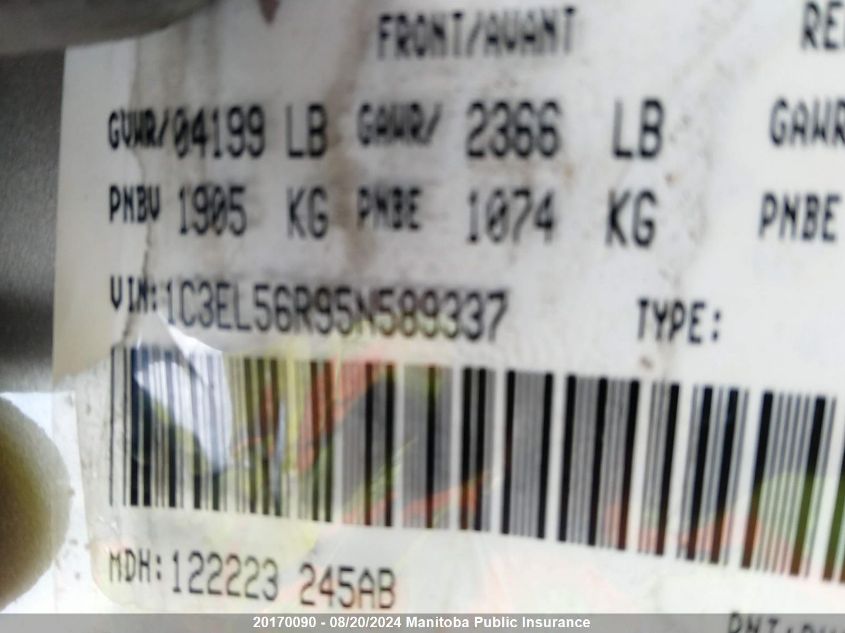 FRONT/AVANT
GVWR/04199 LB GAWR/ 2366 LB GAWR
PNBV 1905 KG PNBE 1074 KG PNBE
VIN:1C3EL56R95N589337 TYPE:
MDH:122223 245AB
20170090 - 08/20/2024 Manitoba Public Insurance